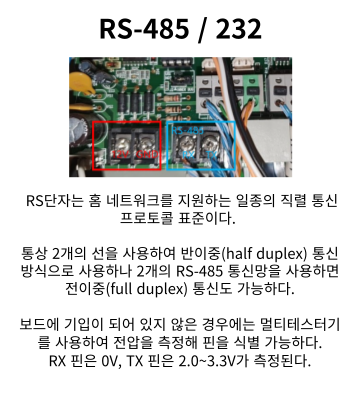 RS-485 / 232
RS-485
RS단자는 홈 네트워크를 지원하는 일종의 직렬 통신
프로토콜 표준이다.
통상 2개의 선을 사용하여 반이중(half duplex) 통신
방식으로 사용하나 2개의 RS-485 통신망을 사용하면
전이중(full duplex) 통신도 가능하다.
보드에 기입이 되어 있지 않은 경우에는 멀티테스터기
를 사용하여 전압을 측정해 핀을 식별 가능하다.
RX 핀은 0V, TX 핀은 2.0~3.3V가 측정된다.